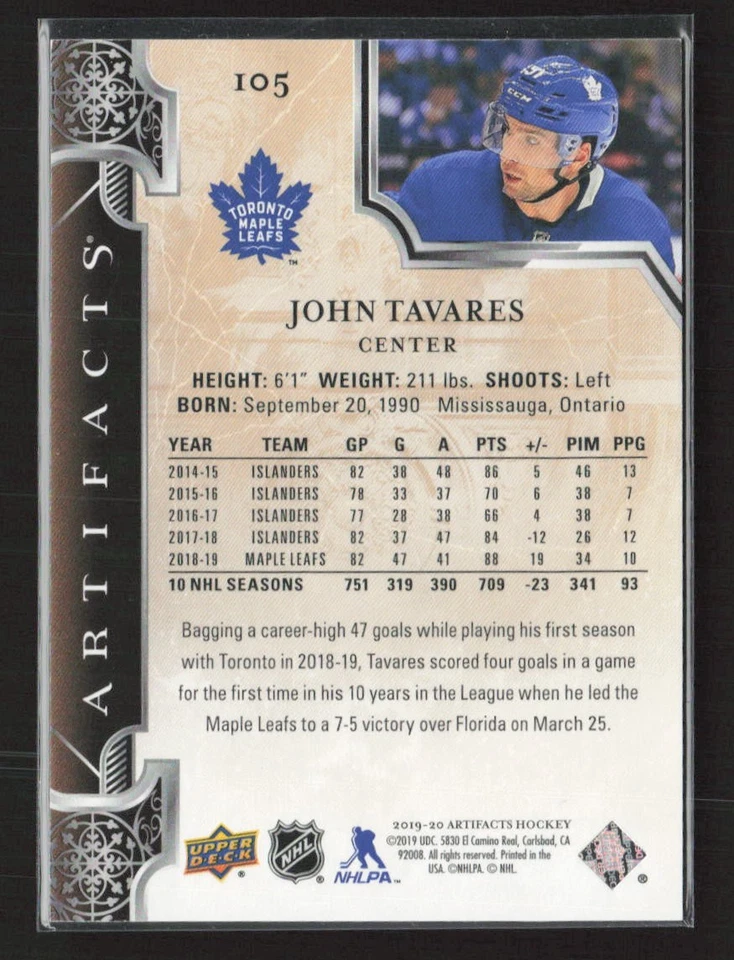 105
TORONTO
MAPLE
LEAFS
TM
91
CCM
ARTIFACTS®
JOHN TAVARES
CENTER
HEIGHT: 6'1" WEIGHT: 211 lbs. SHOOTS: Left
BORN: September 20, 1990 Mississauga, Ontario
YEAR TEAM GP G A PTS +/- PIM PPG
2014-15 ISLANDERS 82 38 48 86 5 46 13
2015-16 ISLANDERS 78 33 37 70 6 38 7
2016-17 ISLANDERS 77 28 38 66 4 38 7
2017-18 ISLANDERS 82 37 47 84 -12 26 12
2018-19 MAPLE LEAFS 82 47 41 88 19 34 10
10 NHL SEASONS 751 319 390 709 -23 341 93
Bagging a career-high 47 goals while playing his first season
with Toronto in 2018-19, Tavares scored four goals in a game
for the first time in his 10 years in the League when he led the
Maple Leafs to a 7-5 victory over Florida on March 25.
UPPER
D·E·C·K
®
NHL
®
NHLPA™
2019-20 ARTIFACTS HOCKEY
©2019 UDC. 5830 El Camino Real, Carlsbad, CA
92008. All rights reserved. Printed in the
USA. ©NHLPA. © NHL.
®